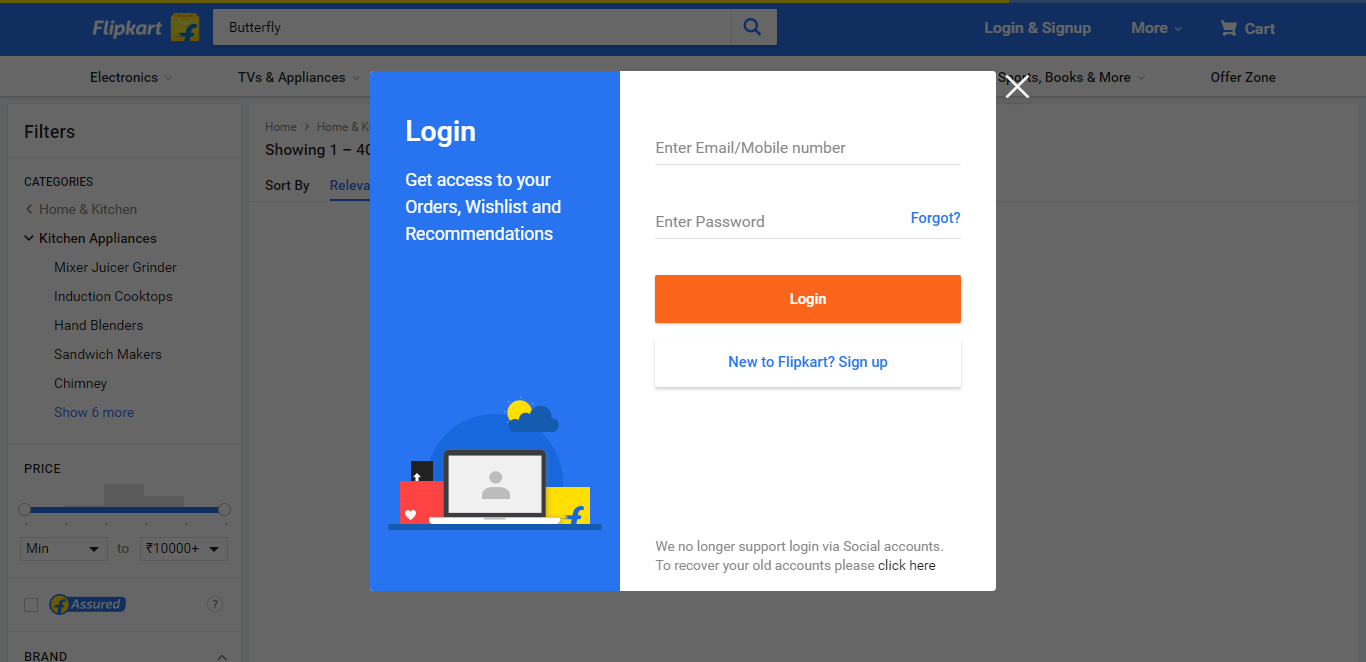 Flipkart
Butterfly
Login & Signup
More
Cart
Electronics
TVs & Appliances
Sports, Books & More
Offer Zone
Filters
CATEGORIES
Home & Kitchen
Kitchen Appliances
Mixer Juicer Grinder
Induction Cooktops
Hand Blenders
Sandwich Makers
Chimney
Show 6 more
PRICE
Min
to
₹10000+
Assured
?
BRAND
Home
Home & K
Showing 1 – 40
Sort By
Releva
Login
Get access to your
Orders, Wishlist and
Recommendations
Enter Email/Mobile number
Enter Password
Forgot?
Login
New to Flipkart? Sign up
We no longer support login via Social accounts.
To recover your old accounts please click here